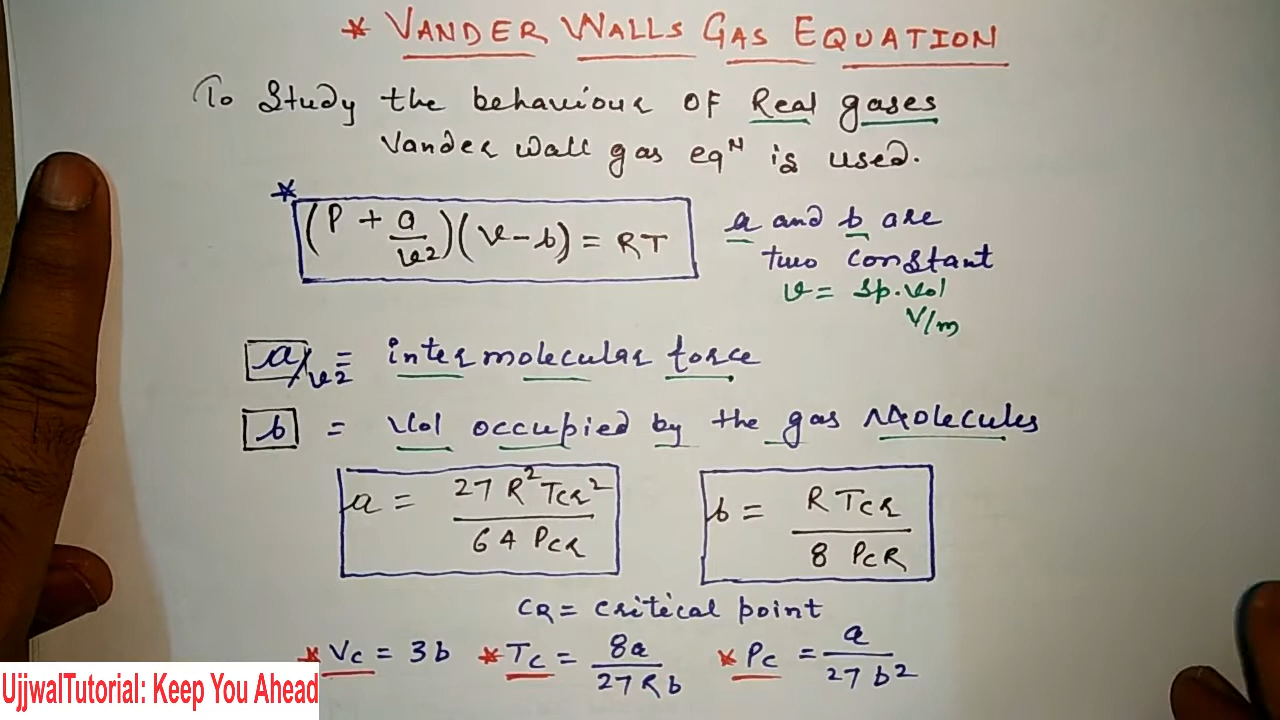 * VANDER WALLS GAS EQUATION
To Study the behaviour OF Real gases
Vander wall gas eqᴺ is used.
* (P + a/v²)(v-b) = RT
a and b are
two constant
v = Sp.vol
V/m
a/v² = inter molecular force
b = Vol occupied by the gas Molecules
a = 27 R² TCR² / 64 PCR
b = R TCR / 8 PCR
CR = critical point
* Vc = 3b * Tc = 8a / 27Rb * Pc = a / 27 b²
UjjwalTutorial: Keep You Ahead